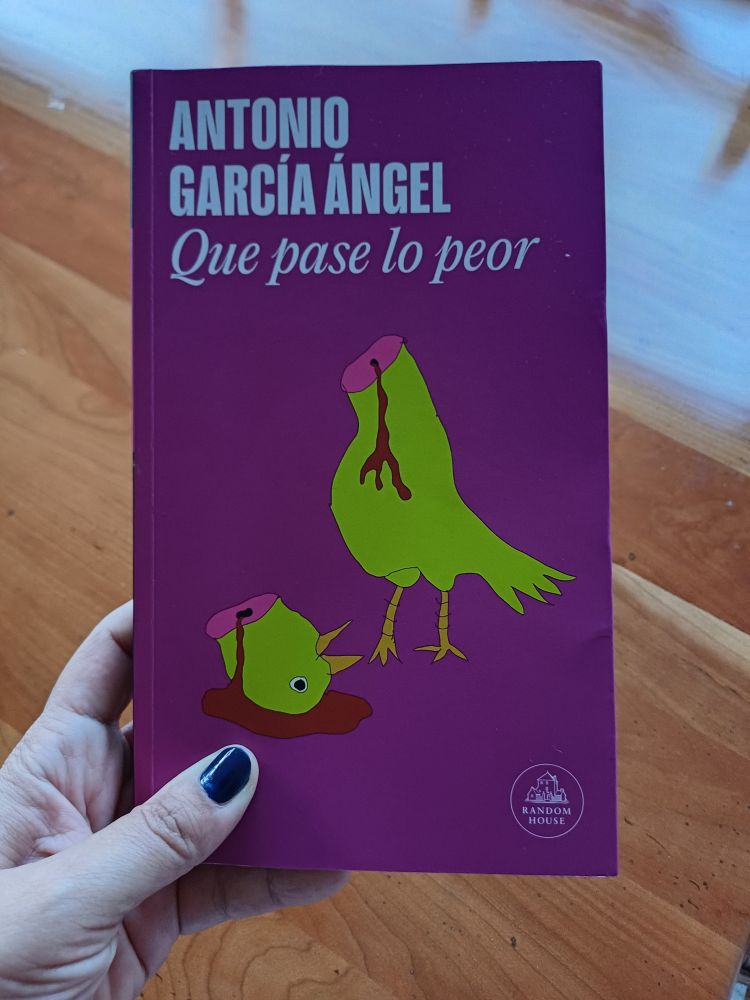 ANTONIO
GARCÍA ÁNGEL
Que pase lo peor
RANDOM
HOUSE